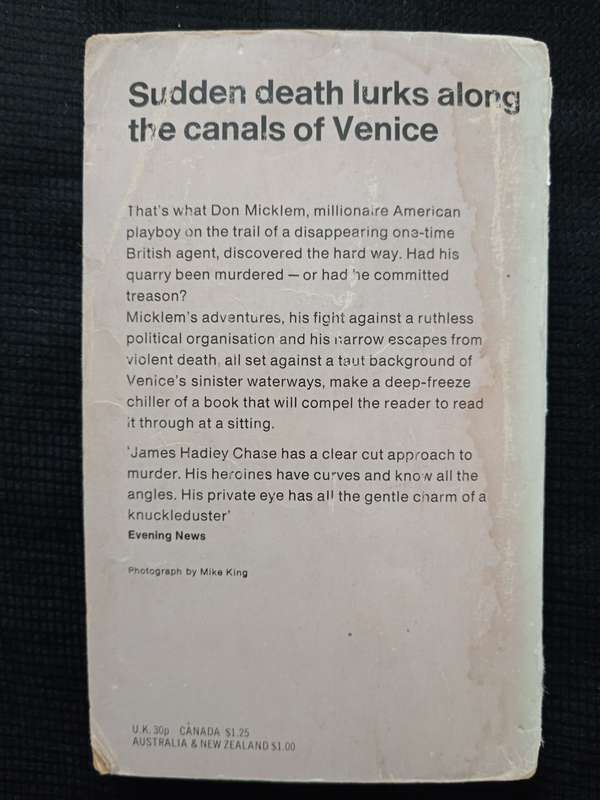 Sudden death lurks along
the canals of Venice
That's what Don Micklem, millionaire American
playboy on the trail of a disappearing one-time
British agent, discovered the hard way. Had his
quarry been murdered — or had he committed
treason?
Micklem's adventures, his fight against a ruthless
political organisation and his narrow escapes from
violent death, all set against a taut background of
Venice's sinister waterways, make a deep-freeze
chiller of a book that will compel the reader to read
it through at a sitting.
'James Hadley Chase has a clear cut approach to
murder. His heroines have curves and know all the
angles. His private eye has all the gentle charm of a
knuckleduster'
Evening News
Photograph by Mike King
U.K. 30p CANADA $1.25
AUSTRALIA & NEW ZEALAND $1.00